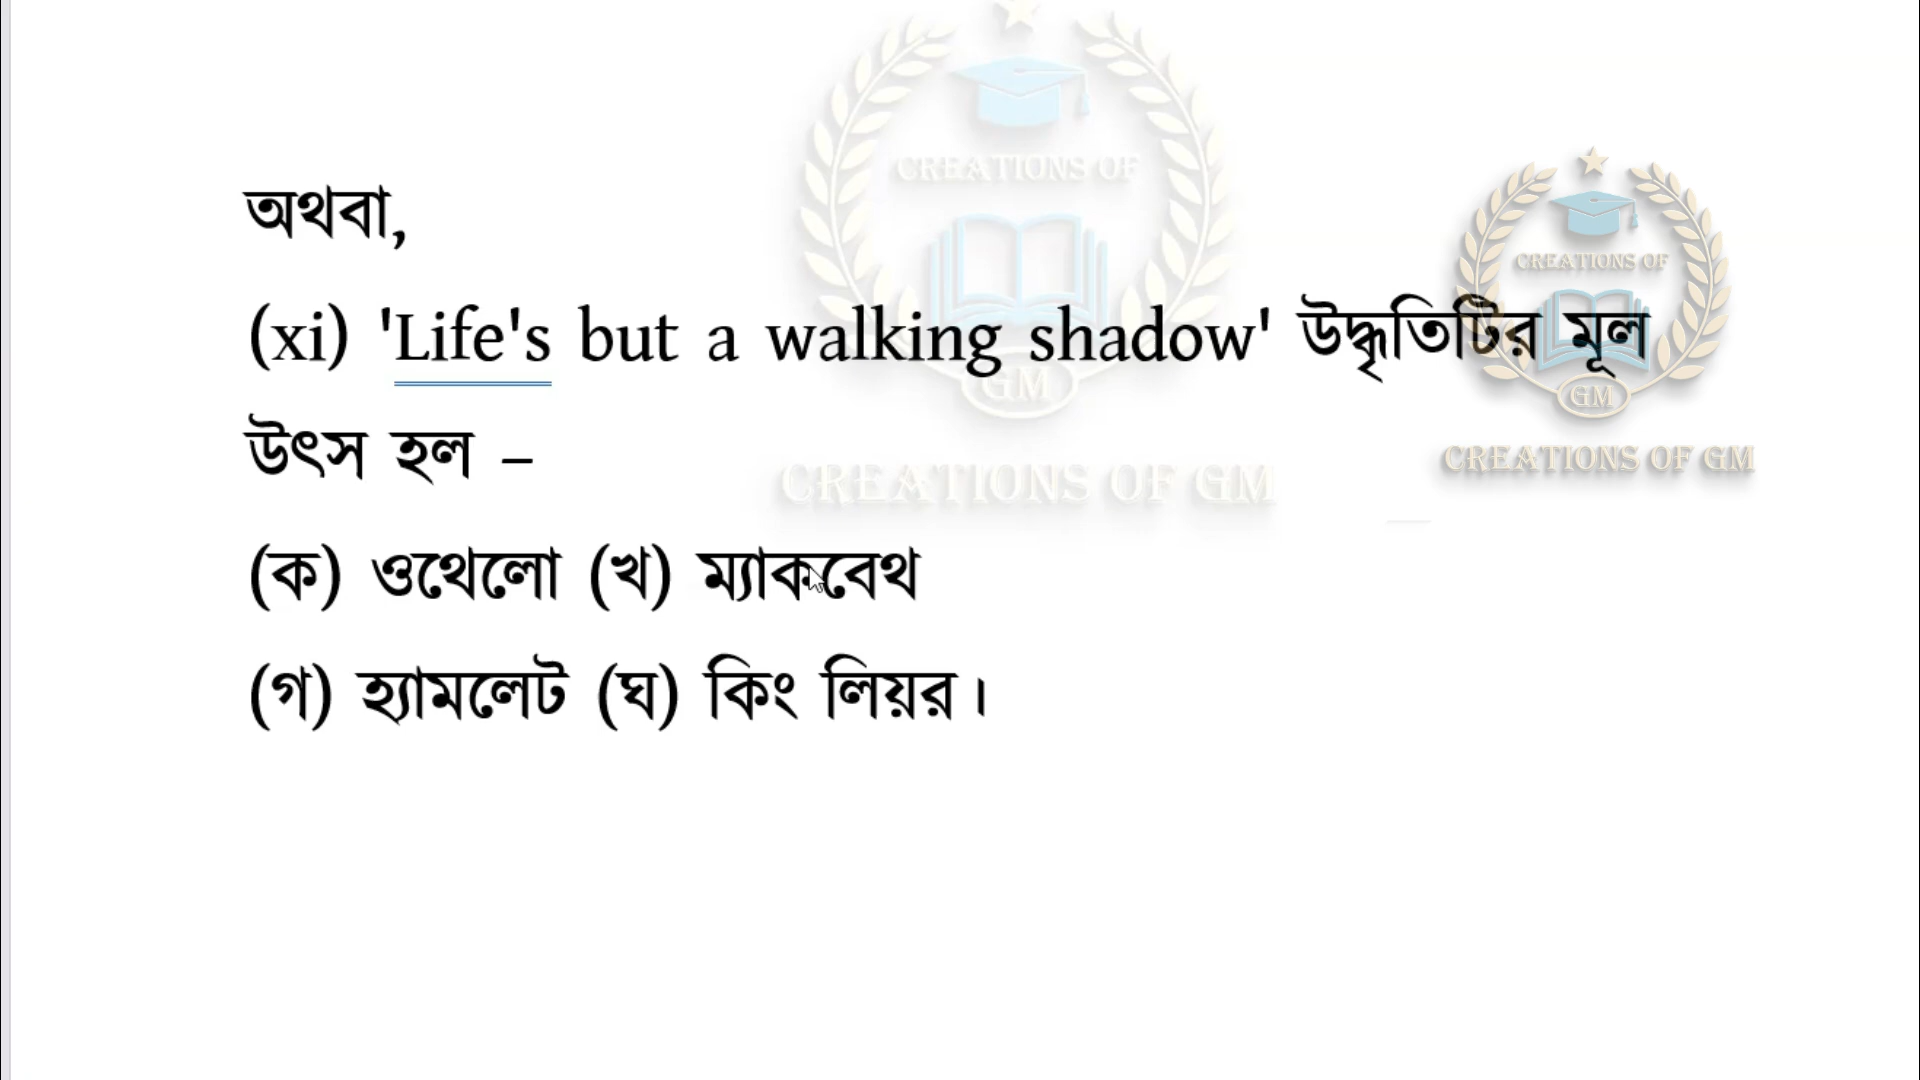 CREATIONS OF
GM
CREATIONS OF GM
CREATIONS OF
GM
CREATIONS OF GM
অথবা,
(xi) 'Life's but a walking shadow' উদ্ধৃতিটির মূল
উৎস হল –
(ক) ওথেলো (খ) ম্যাকবেথ
(গ) হ্যামলেট (ঘ) কিং লিয়র।